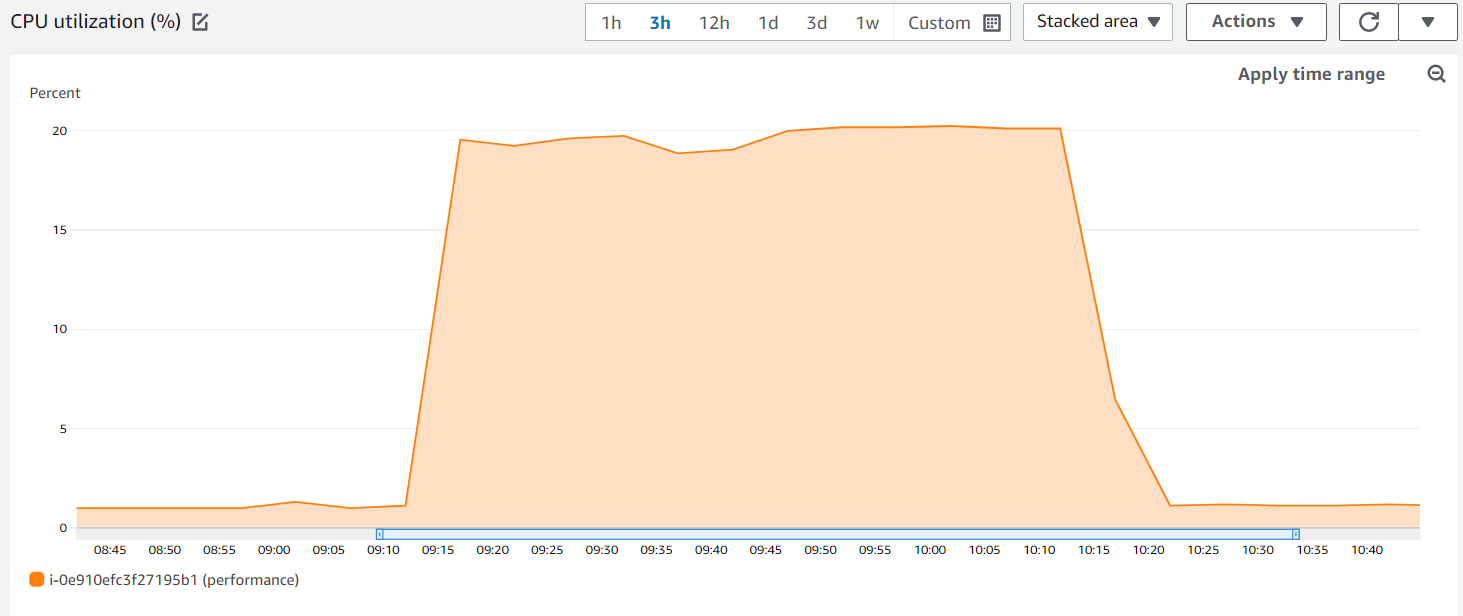 CPU utilization (%)
1h 3h 12h 1d 3d 1w Custom Stacked area Actions
Apply time range
Percent
20
15
10
5
0
08:45 08:50 08:55 09:00 09:05 09:10 09:15 09:20 09:25 09:30 09:35 09:40 09:45 09:50 09:55 10:00 10:05 10:10 10:15 10:20 10:25 10:30 10:35 10:40
i-0e910efc3f27195b1 (performance)